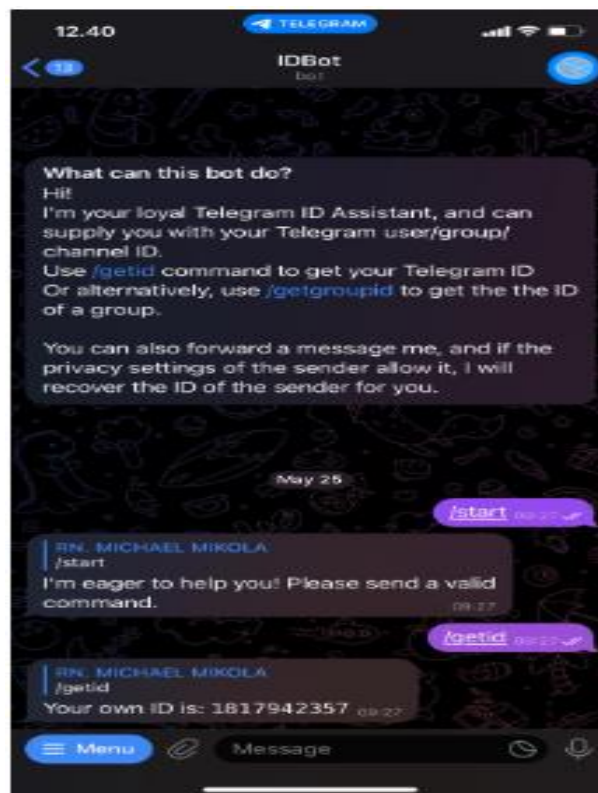 12.40
TELEGRAM
13
IDBot
bot
What can this bot do?
Hi!
I'm your loyal Telegram ID Assistant, and can
supply you with your Telegram user/group/
channel ID.
Use /getid command to get your Telegram ID
Or alternatively, use /getgroupid to get the the ID
of a group.
You can also forward a message me, and if the
privacy settings of the sender allow it, I will
recover the ID of the sender for you.
May 25
/start 09:27
RN. MICHAEL MIKOLA
/start
I'm eager to help you! Please send a valid
command. 09:27
/getid 09:27
RN. MICHAEL MIKOLA
/getid
Your own ID is: 1817942357 09:27
Menu
Message